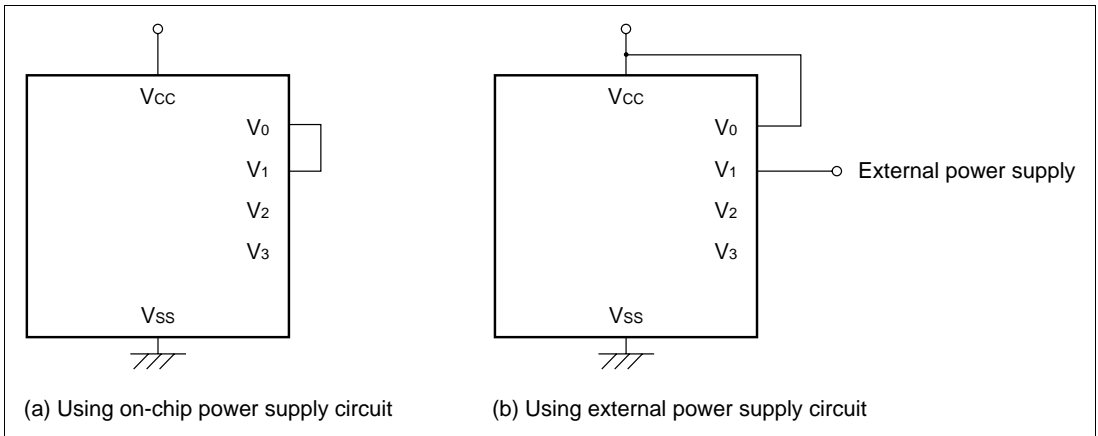 VCC
V0
V1
V2
V3
VSS
(a) Using on-chip power supply circuit
VCC
V0
V1
External power supply
V2
V3
VSS
(b) Using external power supply circuit